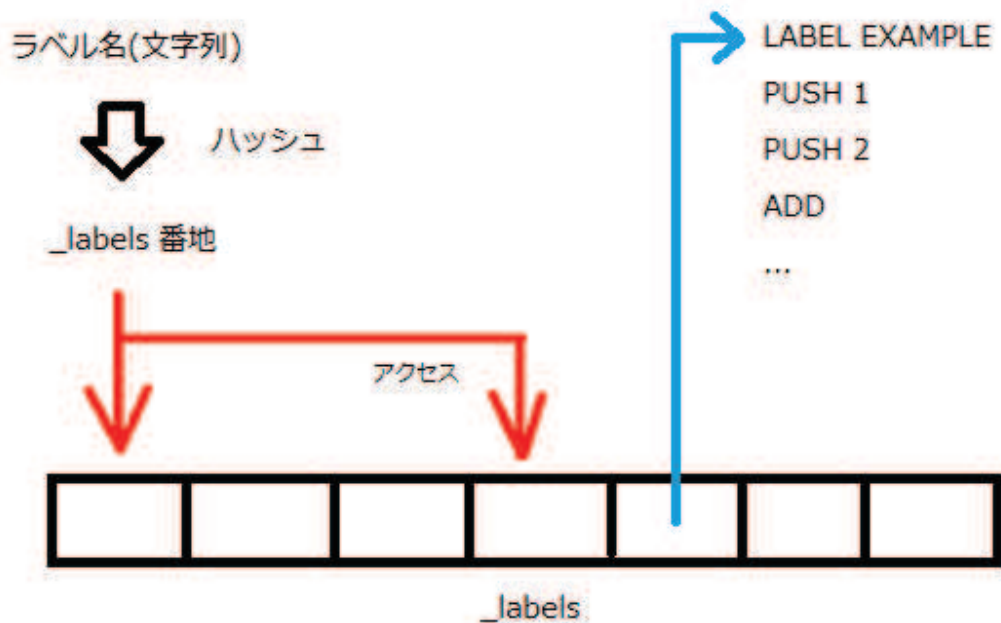 ラベル名(文字列)
ハッシュ
_labels 番地
アクセス
LABEL EXAMPLE
PUSH 1
PUSH 2
ADD
...
_labels